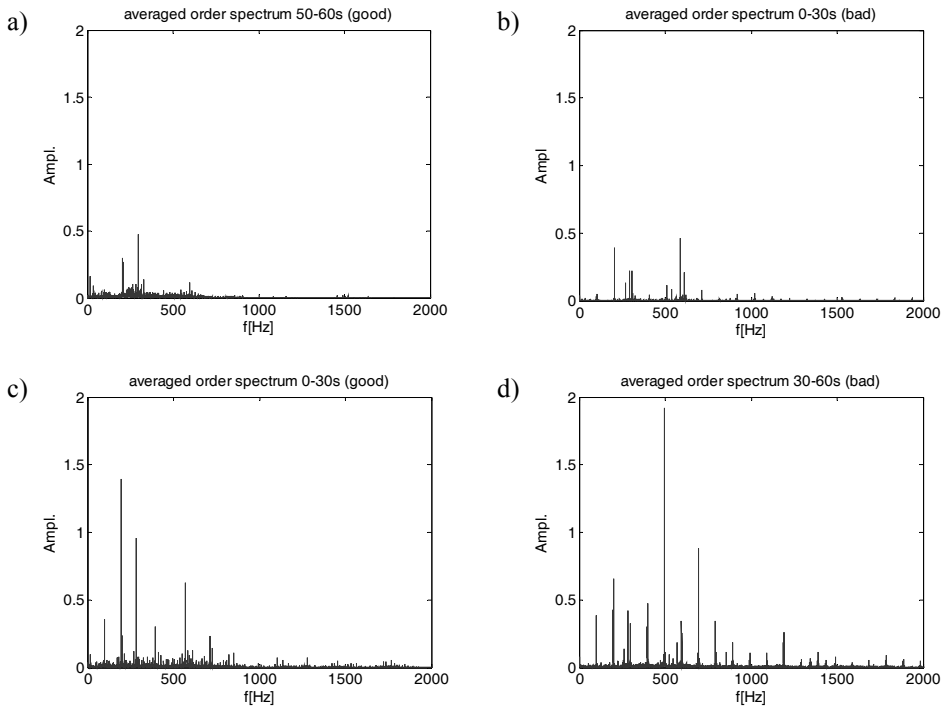 a)
averaged order spectrum 50-60s (good)
2
1.5
1
0.5
0
Ampl.
0 500 1000 1500 2000
f[Hz]
b)
averaged order spectrum 0-30s (bad)
2
1.5
1
0.5
0
Ampl
0 500 1000 1500 2000
f[Hz]
c)
averaged order spectrum 0-30s (good)
2
1.5
1
0.5
0
Ampl.
0 500 1000 1500 2000
f[Hz]
d)
averaged order spectrum 30-60s (bad)
2
1.5
1
0.5
0
Ampl.
0 500 1000 1500 2000
f[Hz]